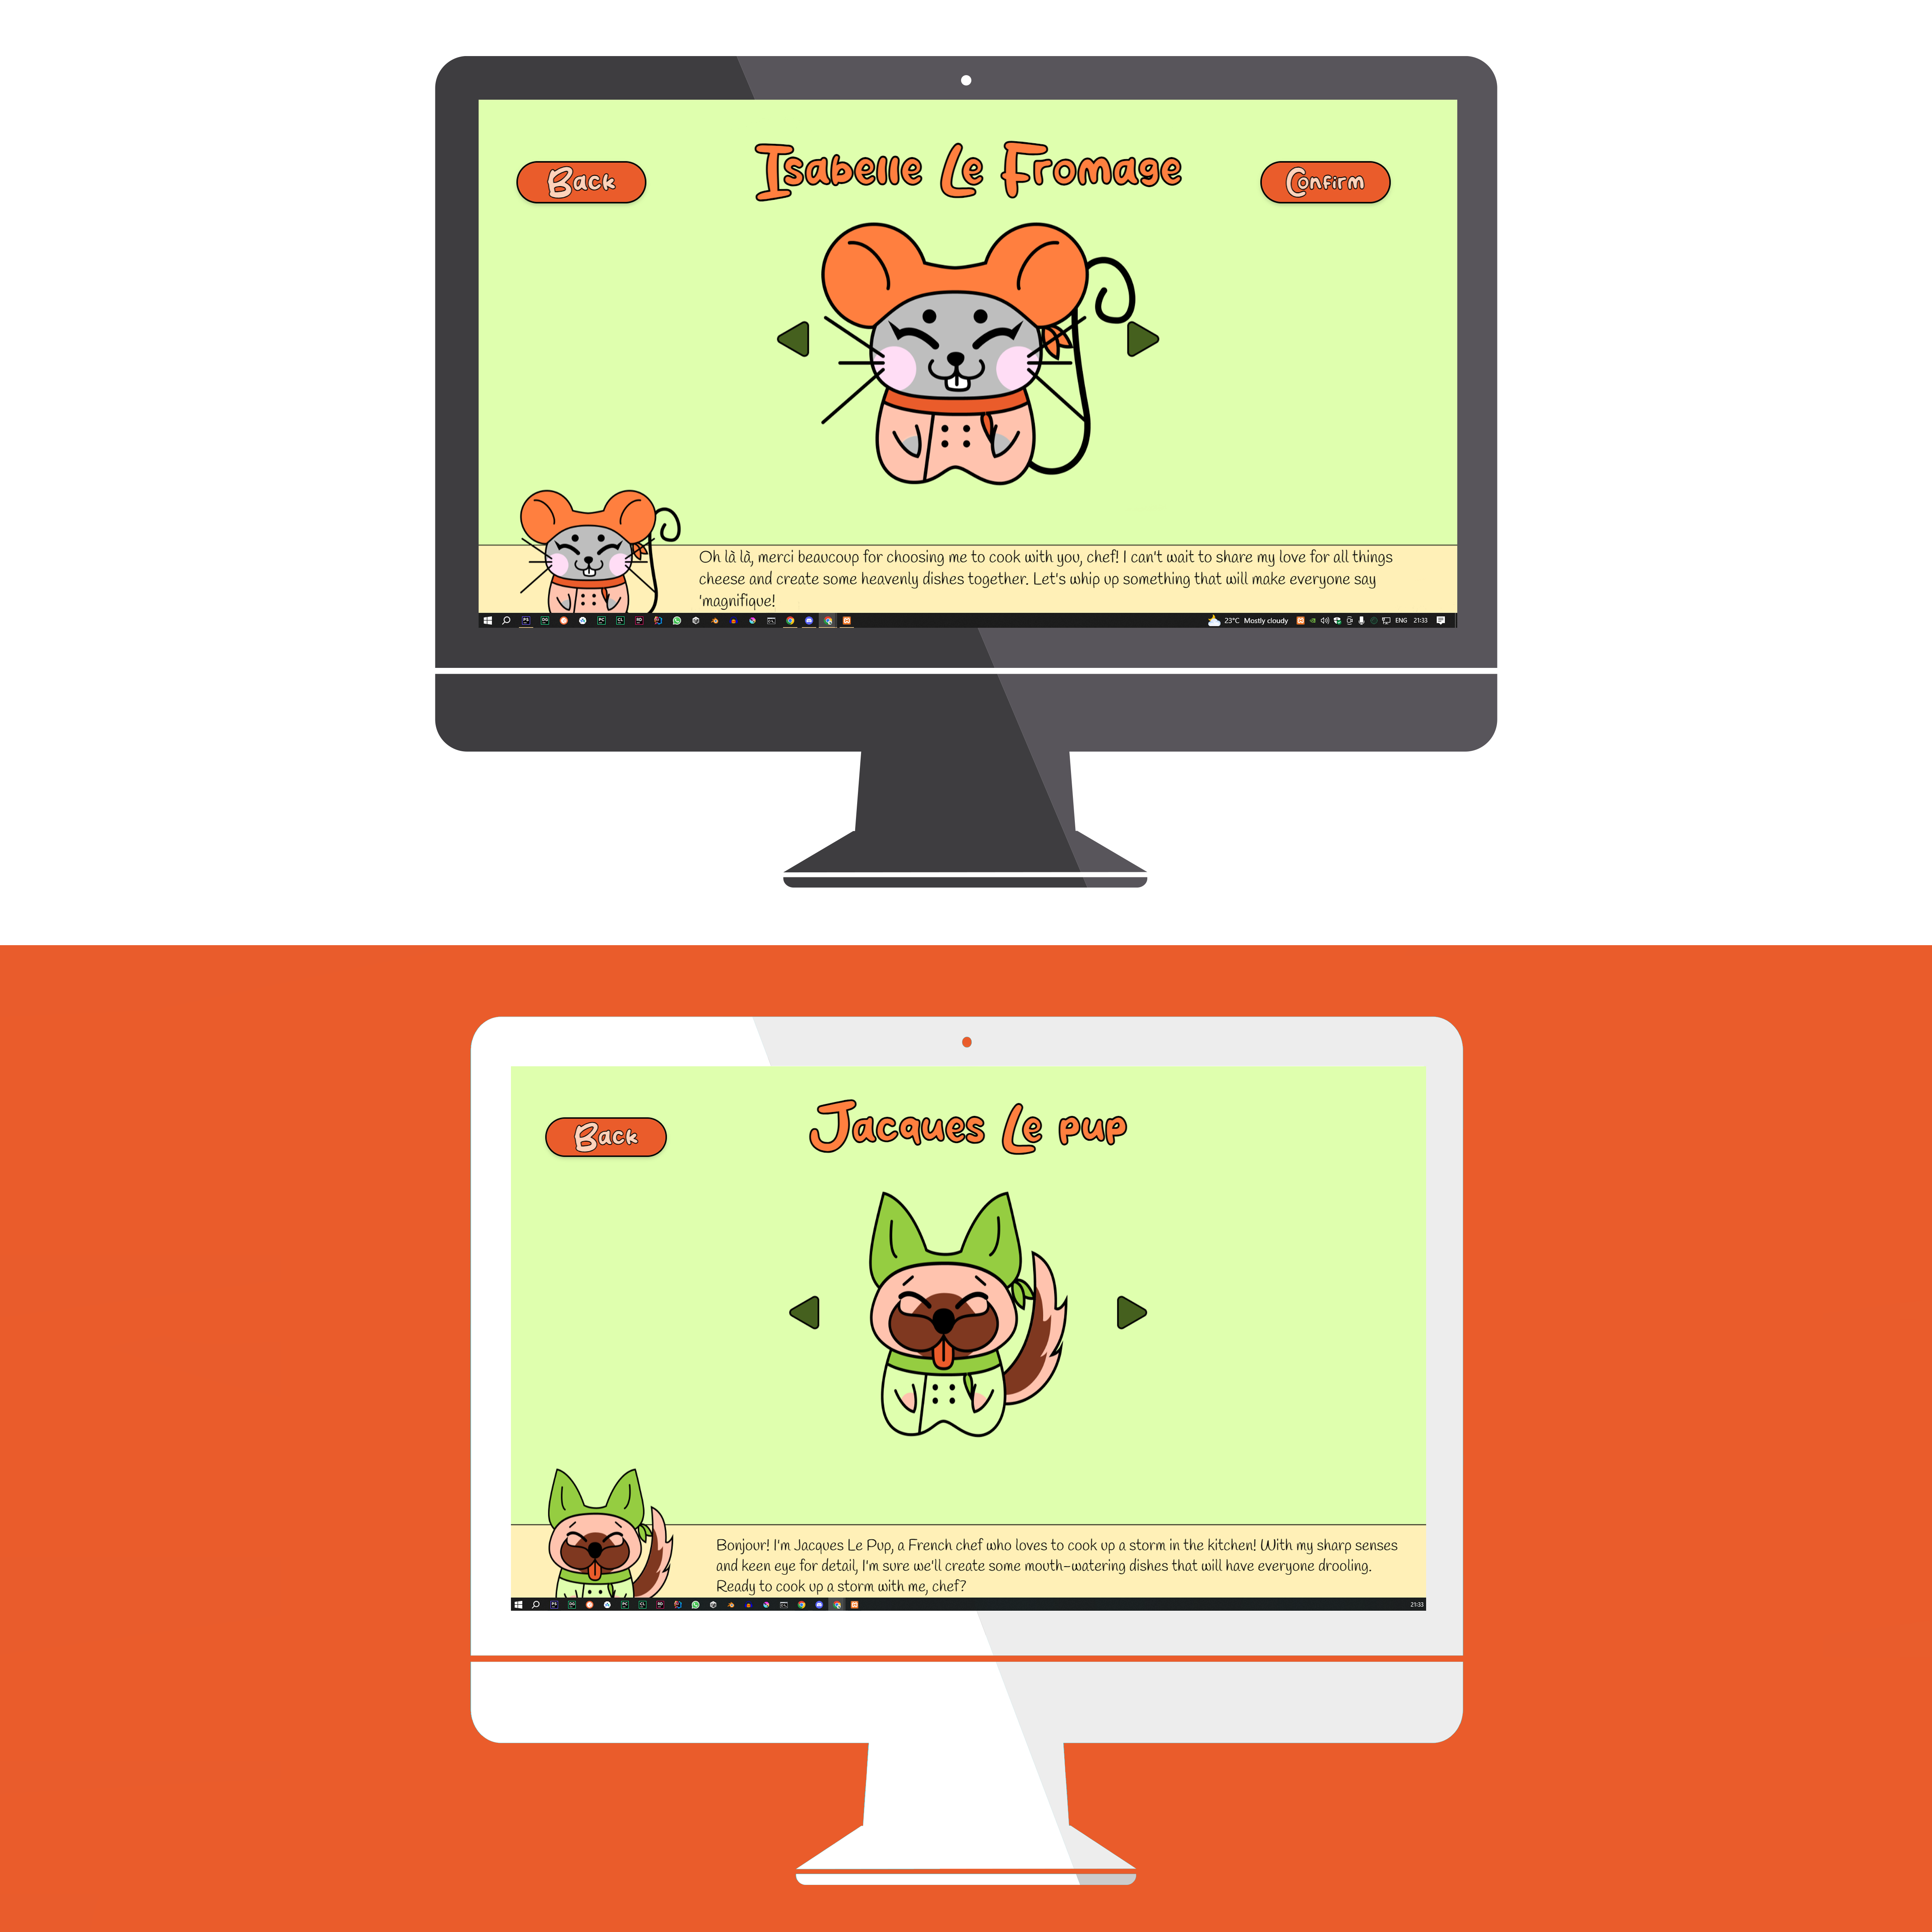 Isabelle Le Fromage
Back
Confirm
Oh là là, merci beaucoup for choosing me to cook with you, chef! I can't wait to share my love for all things
cheese and create some heavenly dishes together. Let's whip up something that will make everyone say
'magnifique!
23°C Mostly cloudy
ENG
21:33
Jacques Le pup
Back
Bonjour! I'm Jacques Le Pup, a French chef who loves to cook up a storm in the kitchen! With my sharp senses
and keen eye for detail, I'm sure we'll create some mouth-watering dishes that will have everyone drooling.
Ready to cook up a storm with me, chef?
21:33